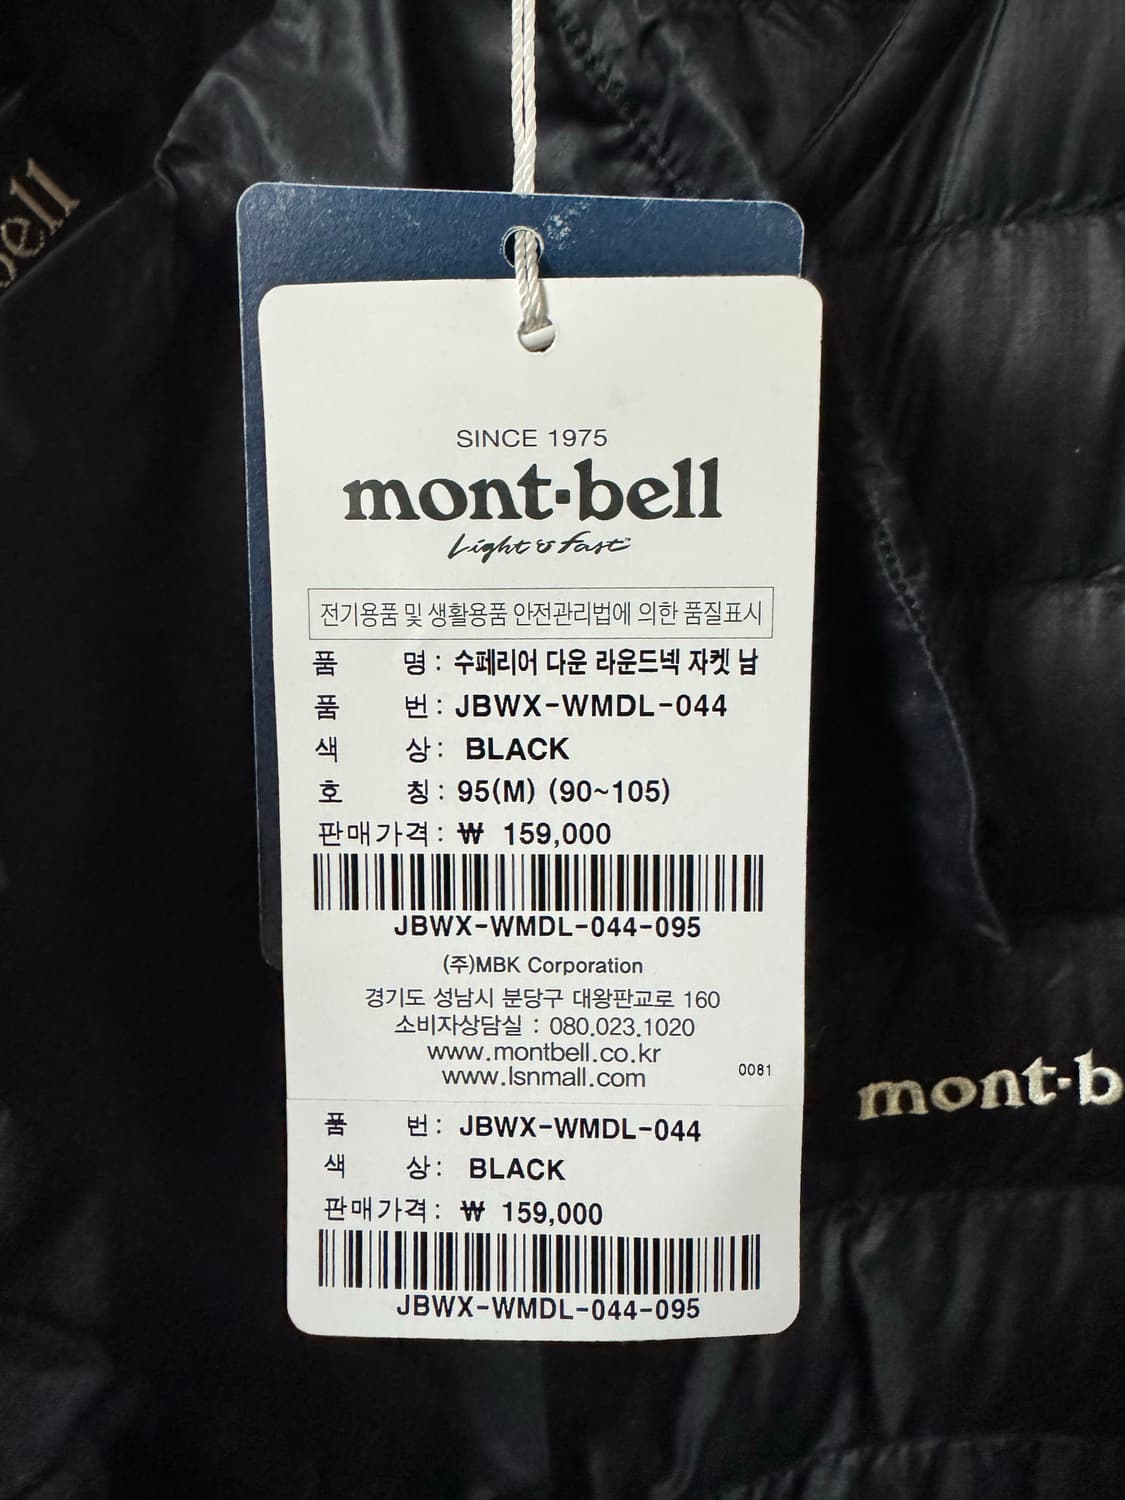 ell
SINCE 1975
mont·bell
Light & Fast™
전기용품 및 생활용품 안전관리법에 의한 품질표시
품 명 : 수페리어 다운 라운드넥 자켓 남
품 번 : JBWX-WMDL-044
색 상 : BLACK
호 칭 : 95(M) (90~105)
판매가격 : ₩ 159,000
JBWX-WMDL-044-095
(주)MBK Corporation
경기도 성남시 분당구 대왕판교로 160
소비자상담실 : 080.023.1020
www.montbell.co.kr
www.lsnmall.com
0081
mont·b
품 번 : JBWX-WMDL-044
색 상 : BLACK
판매가격 : ₩ 159,000
JBWX-WMDL-044-095